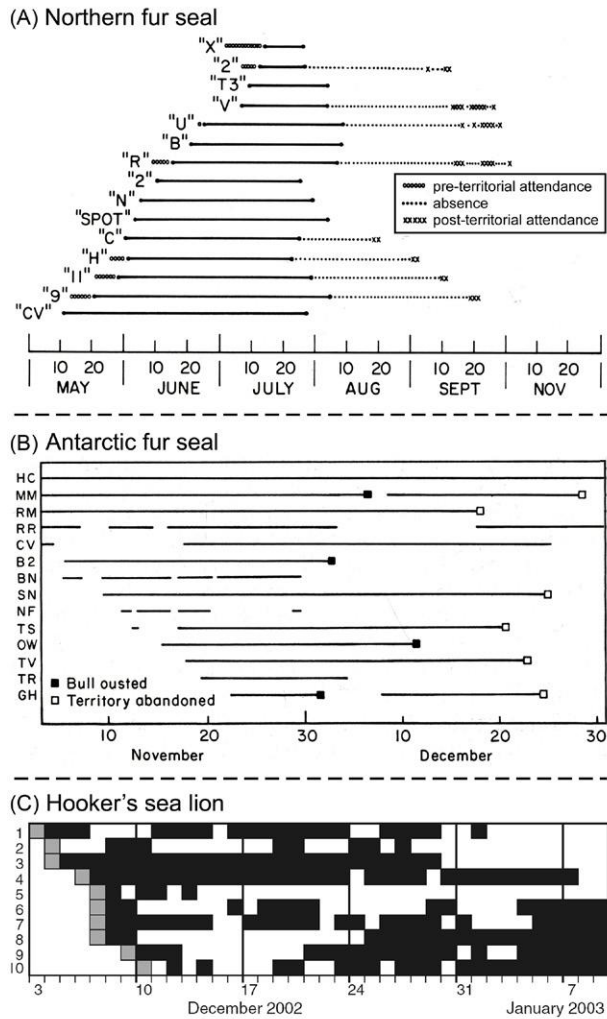 (A) Northern fur seal
"X"
"2"
"T3"
"V"
"U"
"B"
"R"
"2"
"N"
"SPOT"
"C"
"H"
"II"
"9"
"CV"
pre-territorial attendance
absence
post-territorial attendance
10 20 10 20 10 20 10 20 10 20 10 20
MAY JUNE JULY AUG SEPT NOV
(B) Antarctic fur seal
HC
MM
RM
RR
CV
B2
BN
SN
NF
TS
OW
TV
TR
GH
Bull ousted
Territory abandoned
10 20 30 10 20 30
November December
(C) Hooker's sea lion
1
2
3
4
5
6
7
8
9
10
3 10 17 24 31 7
December 2002 January 2003